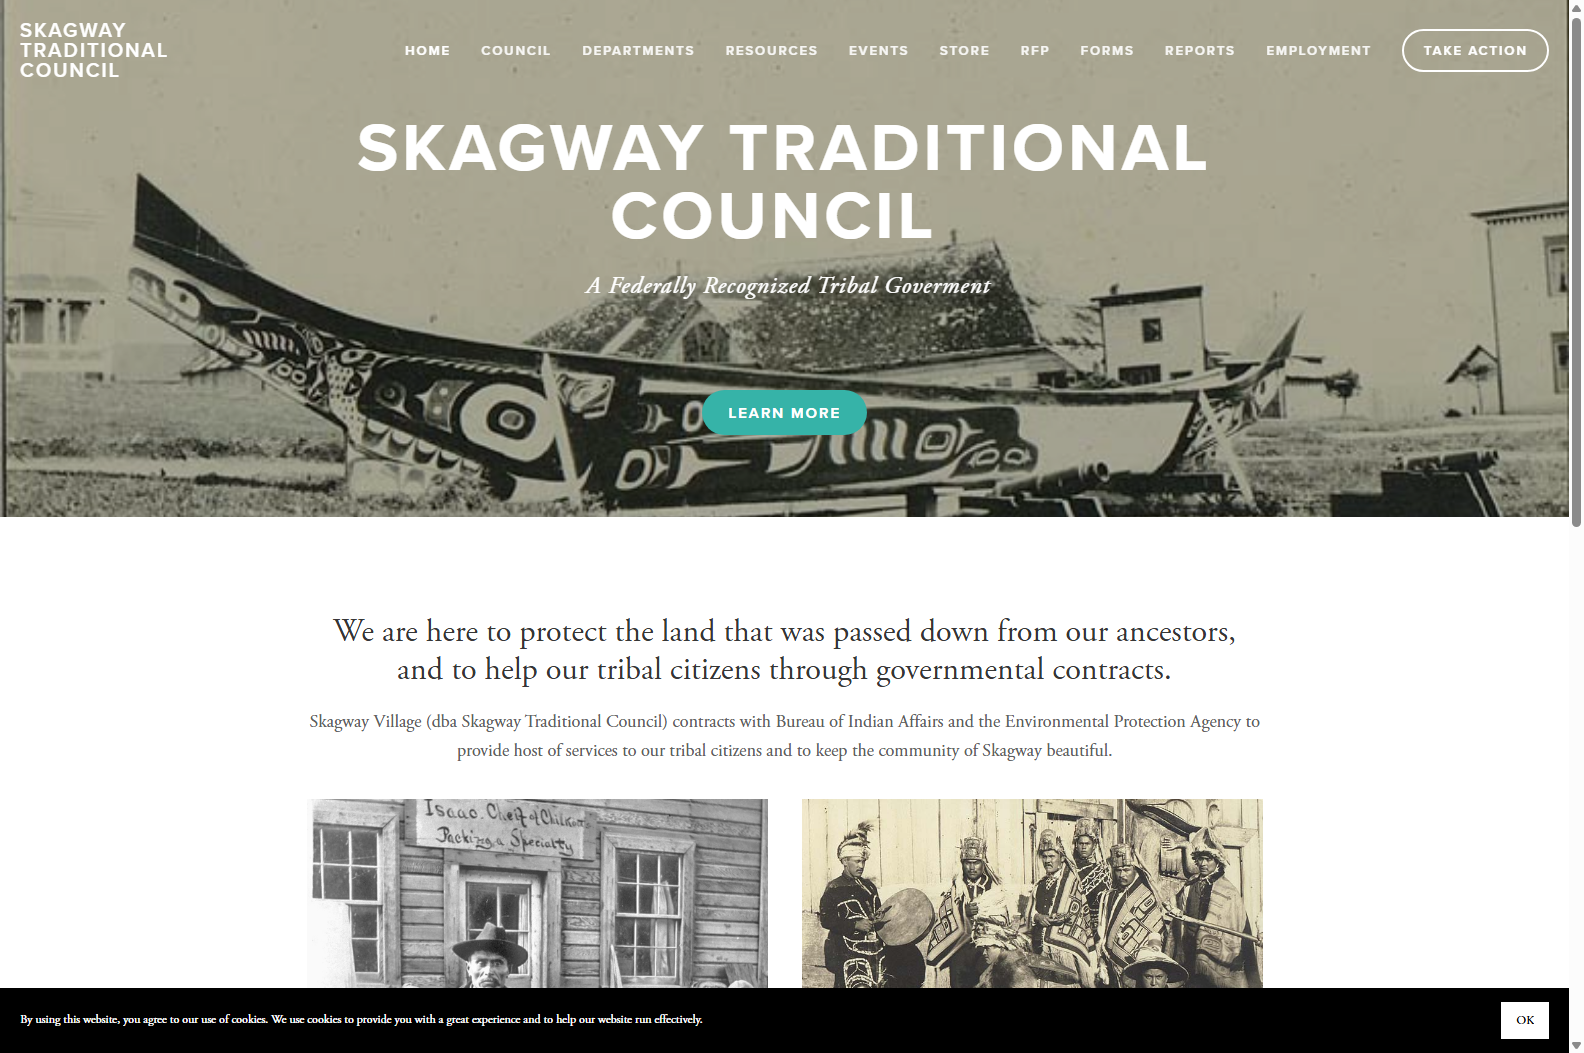 SKAGWAY
TRADITIONAL
COUNCIL
HOME COUNCIL DEPARTMENTS RESOURCES EVENTS STORE RFP FORMS REPORTS EMPLOYMENT TAKE ACTION
SKAGWAY TRADITIONAL
COUNCIL
A Federally Recognized Tribal Goverment
LEARN MORE
We are here to protect the land that was passed down from our ancestors,
and to help our tribal citizens through governmental contracts.
Skagway Village (dba Skagway Traditional Council) contracts with Bureau of Indian Affairs and the Environmental Protection Agency to
provide host of services to our tribal citizens and to keep the community of Skagway beautiful.
Isaac. Cheif of Chilkoots
Packing a Specialty
By using this website, you agree to our use of cookies. We use cookies to provide you with a great experience and to help our website run effectively.
OK